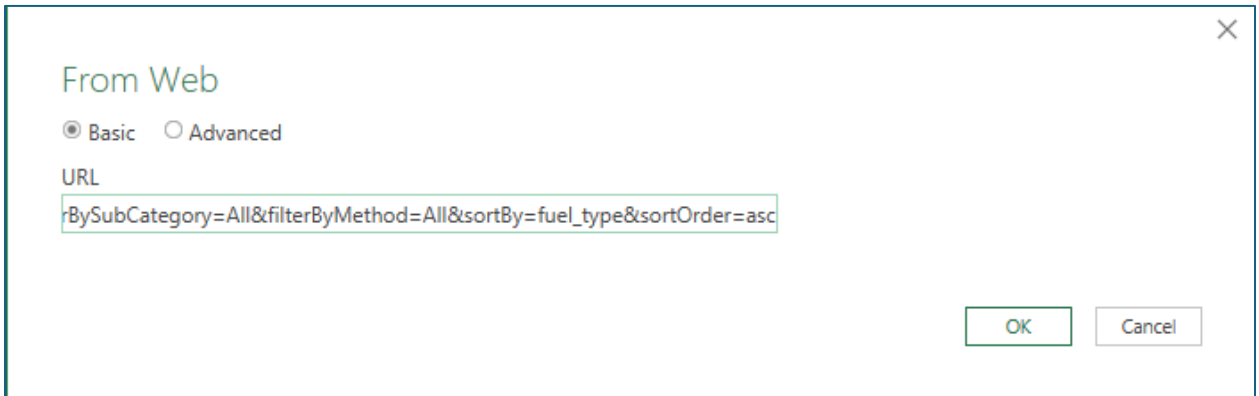 From Web
Basic Advanced
URL
rBySubCategory=All&filterByMethod=All&sortBy=fuel_type&sortOrder=asc
OK Cancel